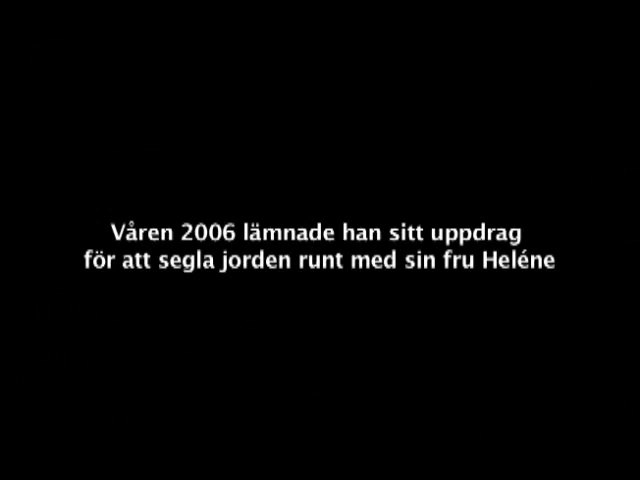 Våren 2006 lämnade han sitt uppdrag
för att segla jorden runt med sin fru Heléne